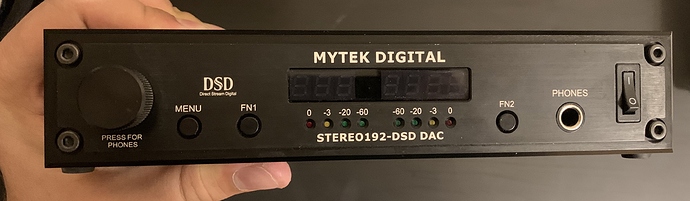 MYTEK DIGITAL
DSD
Direct Stream Digital
MENU
FN1
PRESS FOR
PHONES
0 -3 -20 -60
-60 -20 -3 0
STEREO192-DSD DAC
FN2
PHONES